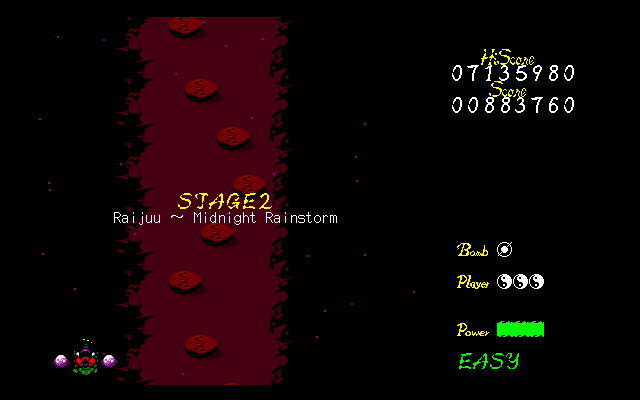 HiScore
07135980
Score
00883760
STAGE2
Raijuu ～ Midnight Rainstorm
Bomb
Player
Power
EASY